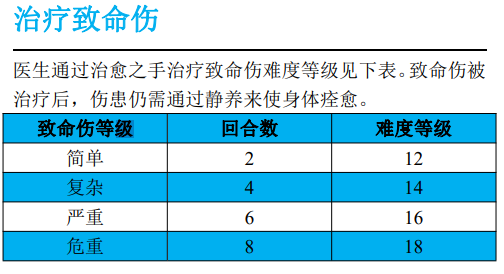 治疗致命伤
医生通过治愈之手治疗致命伤难度等级见下表。致命伤被
治疗后，伤患仍需通过静养来使身体痊愈。
致命伤等级 回合数 难度等级
简单 2 12
复杂 4 14
严重 6 16
危重 8 18